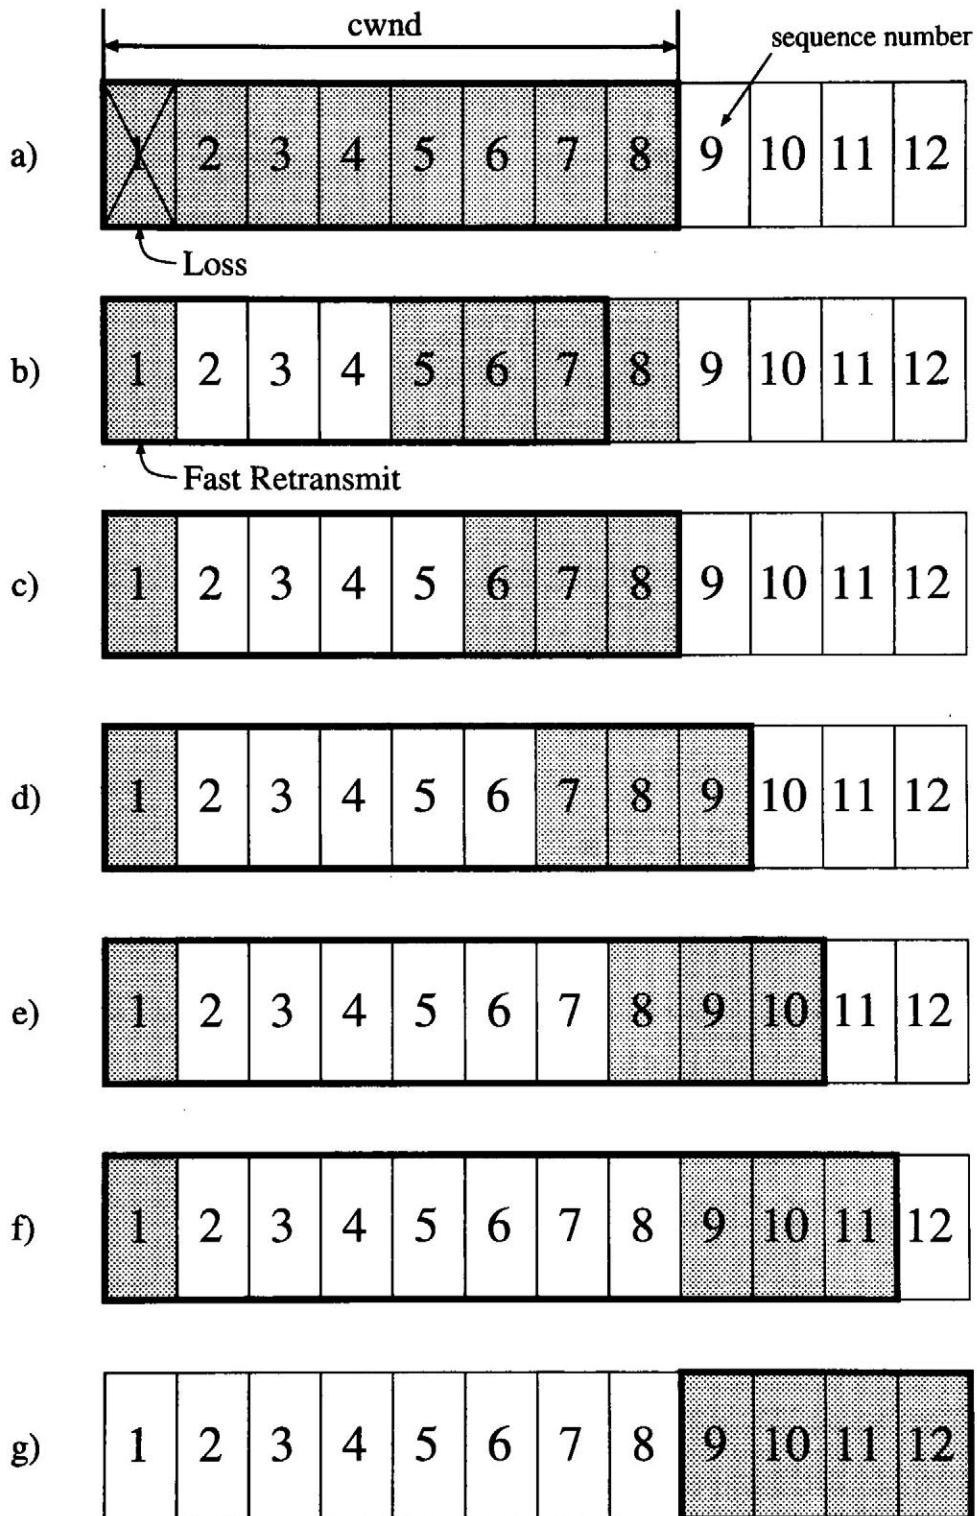 cwnd
sequence number
a) 1 2 3 4 5 6 7 8 9 10 11 12
Loss
b) 1 2 3 4 5 6 7 8 9 10 11 12
Fast Retransmit
c) 1 2 3 4 5 6 7 8 9 10 11 12
d) 1 2 3 4 5 6 7 8 9 10 11 12
e) 1 2 3 4 5 6 7 8 9 10 11 12
f) 1 2 3 4 5 6 7 8 9 10 11 12
g) 1 2 3 4 5 6 7 8 9 10 11 12